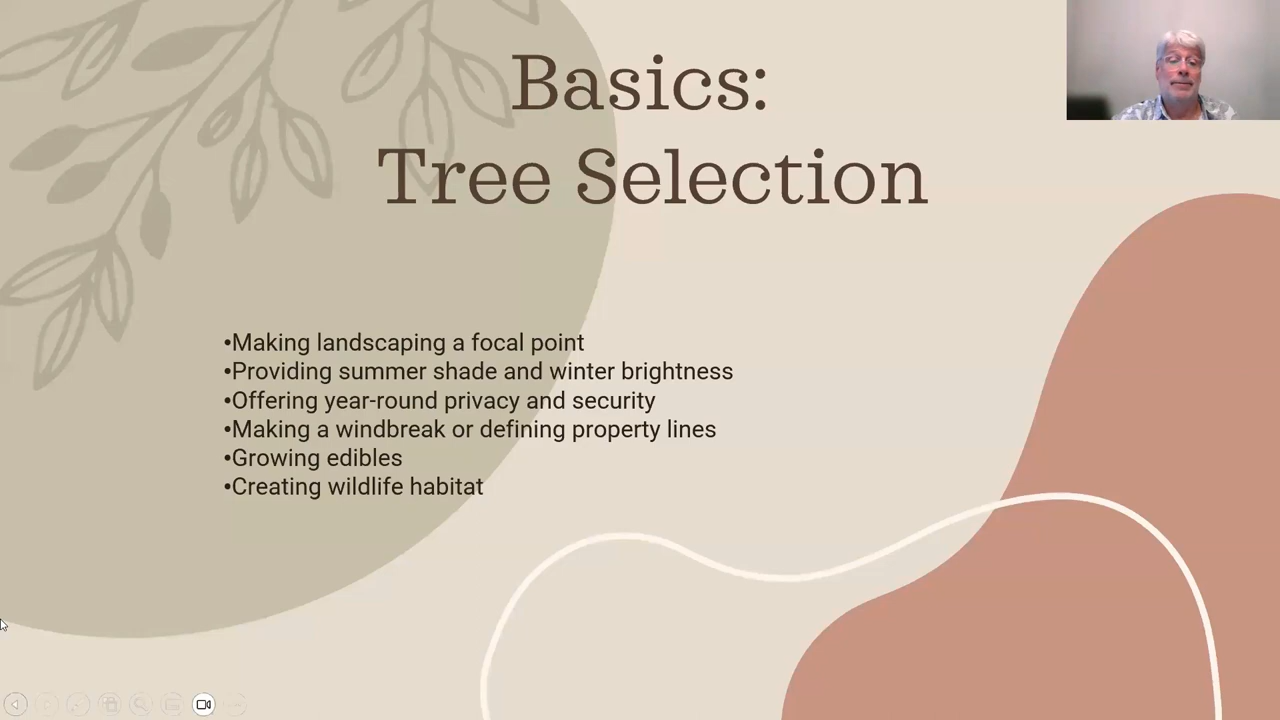 Basics:
Tree Selection
•Making landscaping a focal point
•Providing summer shade and winter brightness
•Offering year-round privacy and security
•Making a windbreak or defining property lines
•Growing edibles
•Creating wildlife habitat